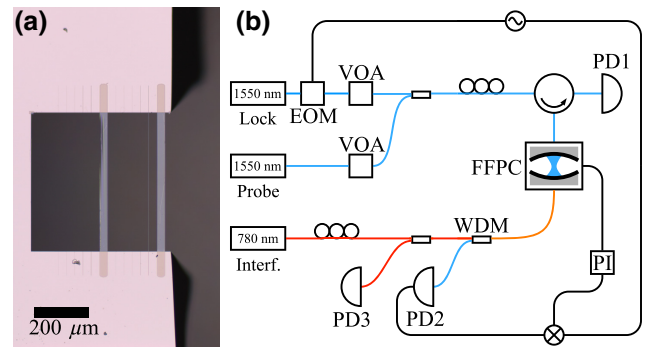 (a)
200 μm
(b)
1550 nm
Lock
EOM
VOA
PD1
1550 nm
Probe
VOA
FFPC
780 nm
Interf.
WDM
PI
PD3
PD2